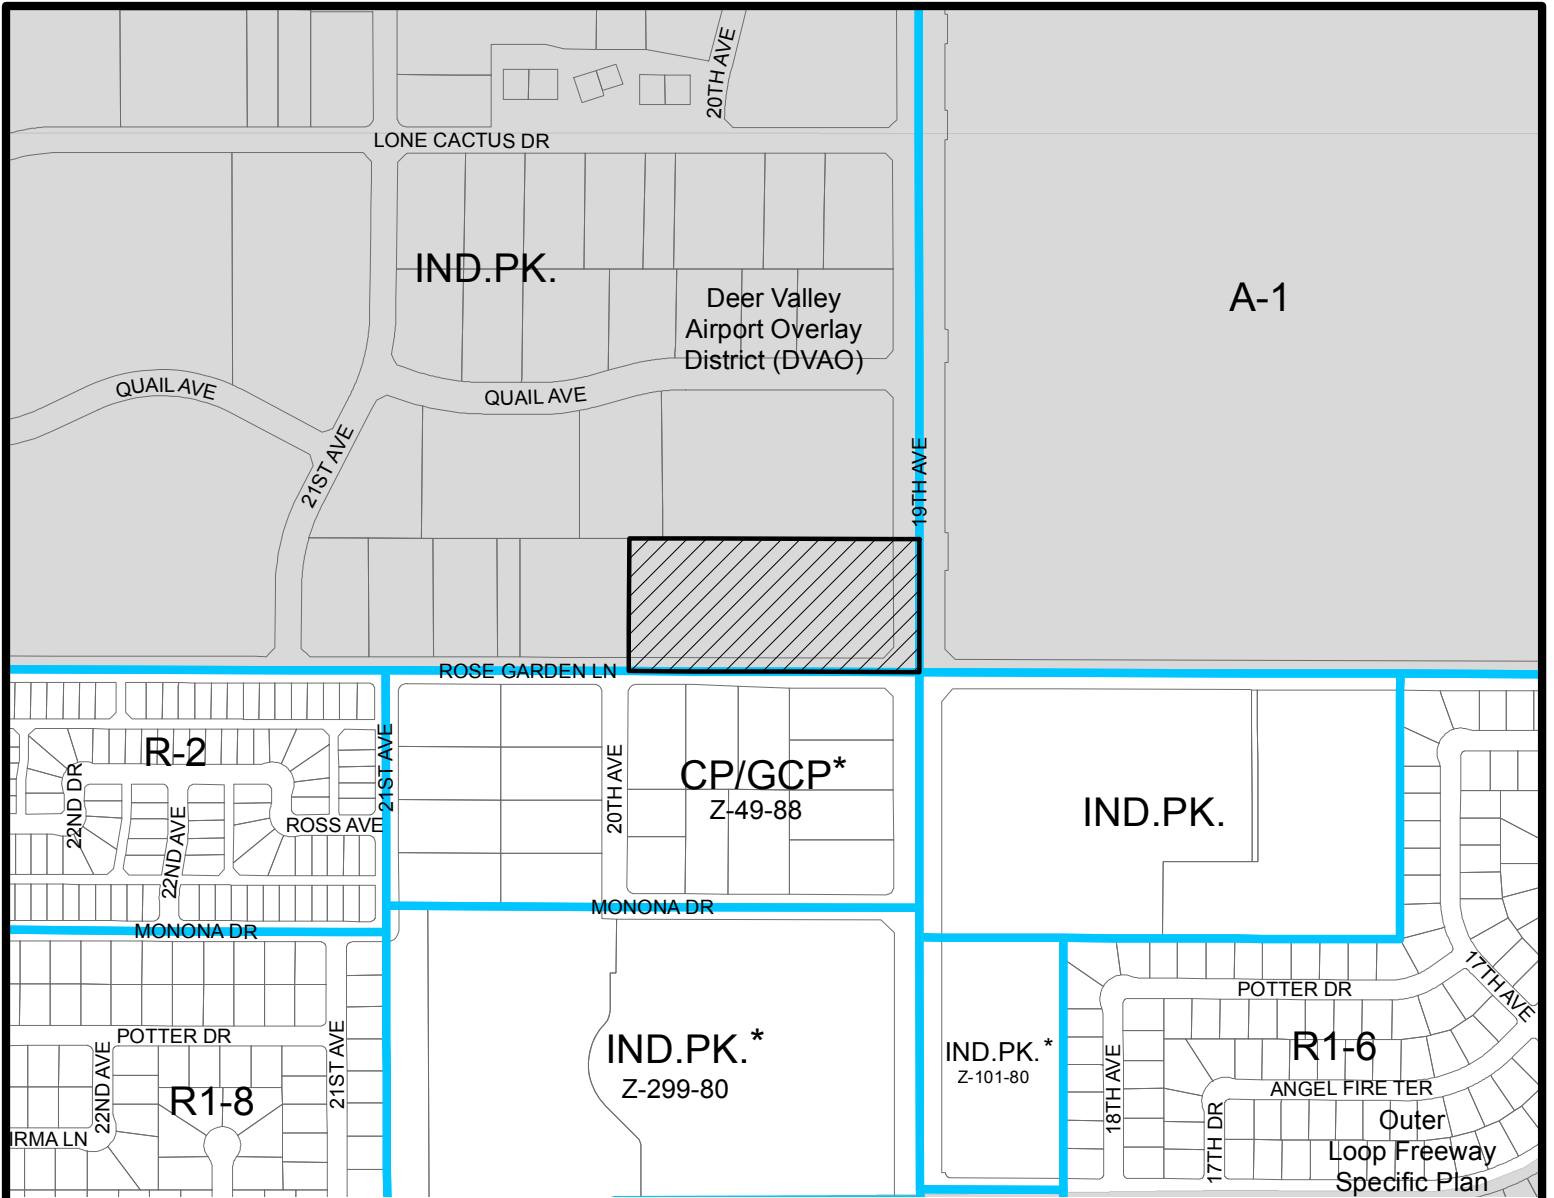 20TH AVE
LONE CACTUS DR
IND.PK.
Deer Valley
Airport Overlay
District (DVAO)
A-1
QUAIL AVE
QUAIL AVE
21ST AVE
19TH AVE
ROSE GARDEN LN
R-2
22ND DR
22ND AVE
ROSS AVE
21ST AVE
20TH AVE
CP/GCP*
Z-49-88
IND.PK.
MONONA DR
MONONA DR
POTTER DR
22ND AVE
21ST AVE
R1-8
IRMA LN
IND.PK.*
Z-299-80
IND.PK.*
Z-101-80
18TH AVE
POTTER DR
17TH AVE
R1-6
ANGEL FIRE TER
17TH DR
Outer
Loop Freeway
Specific Plan